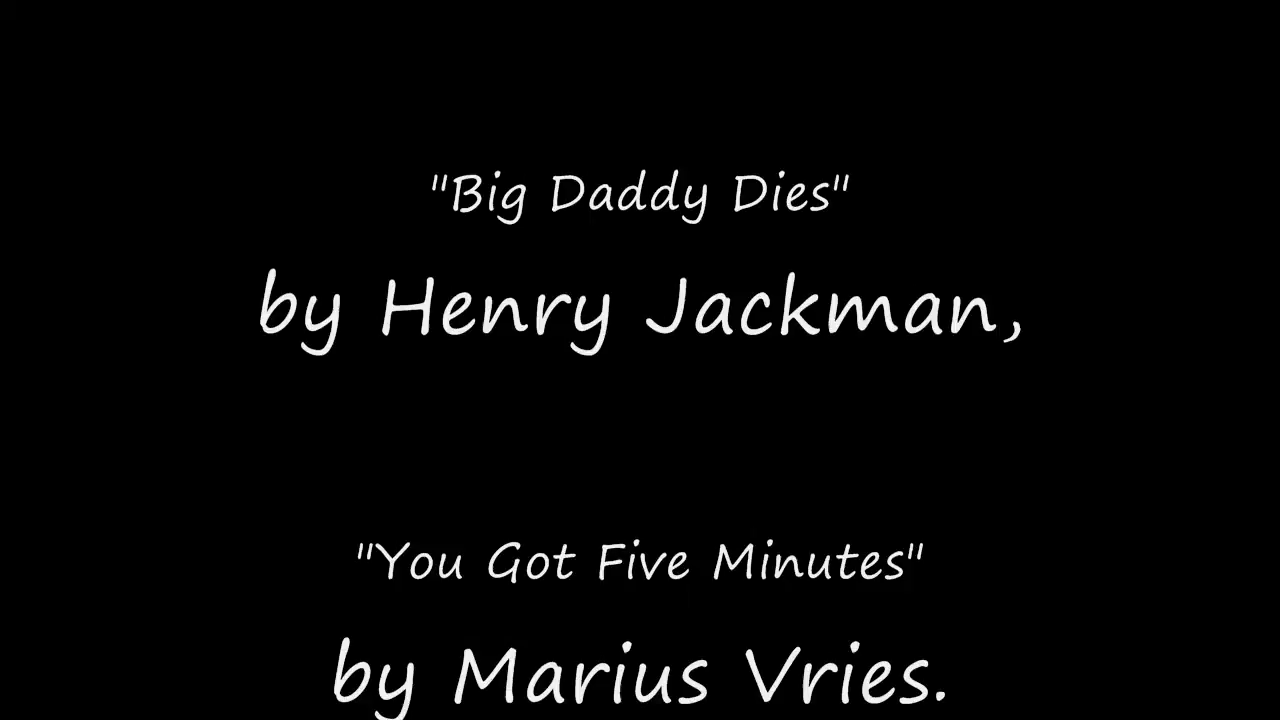 "Big Daddy Dies"
by Henry Jackman,
"You Got Five Minutes"
by Marius Vries.